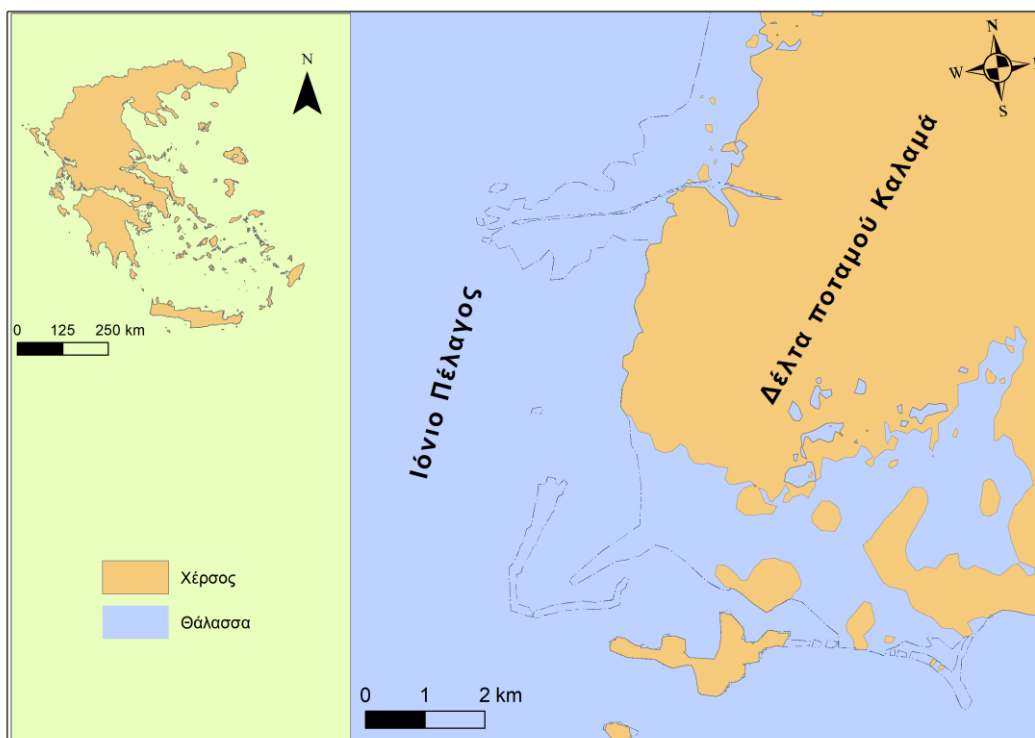 N
0 125 250 km
Χέρσος
Θάλασσα
Ιόνιο Πέλαγος
Δέλτα ποταμού Καλαμά
N
W
S
0 1 2 km